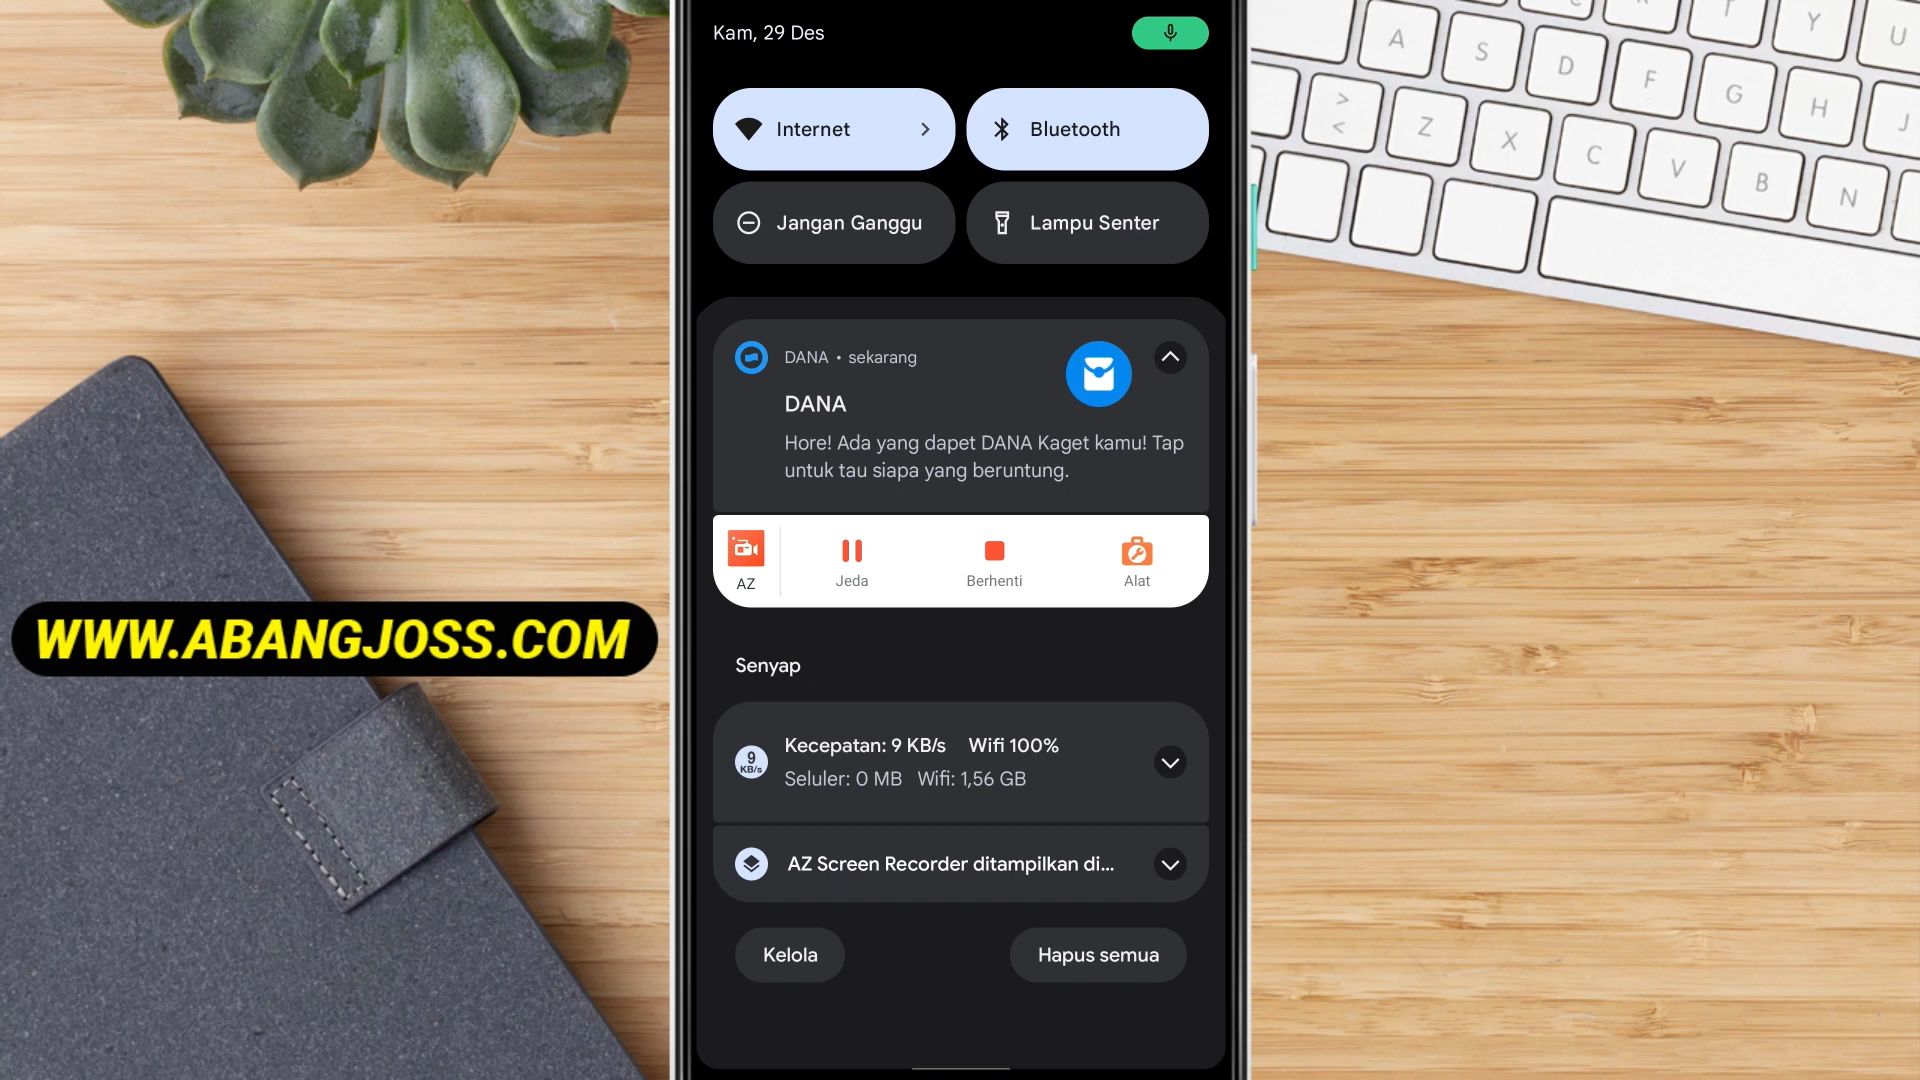 Kam, 29 Des
Internet
Bluetooth
Jangan Ganggu
Lampu Senter
DANA • sekarang
DANA
Hore! Ada yang dapet DANA Kaget kamu! Tap
untuk tau siapa yang beruntung.
AZ
Jeda
Berhenti
Alat
WWW.ABANGJOSS.COM
Senyap
9
KB/s
Kecepatan: 9 KB/s Wifi 100%
Seluler: 0 MB Wifi: 1,56 GB
AZ Screen Recorder ditampilkan di...
Kelola
Hapus semua
T
Y
U
A
S
D
F
G
H
J
>
<
Z
X
C
V
B
N